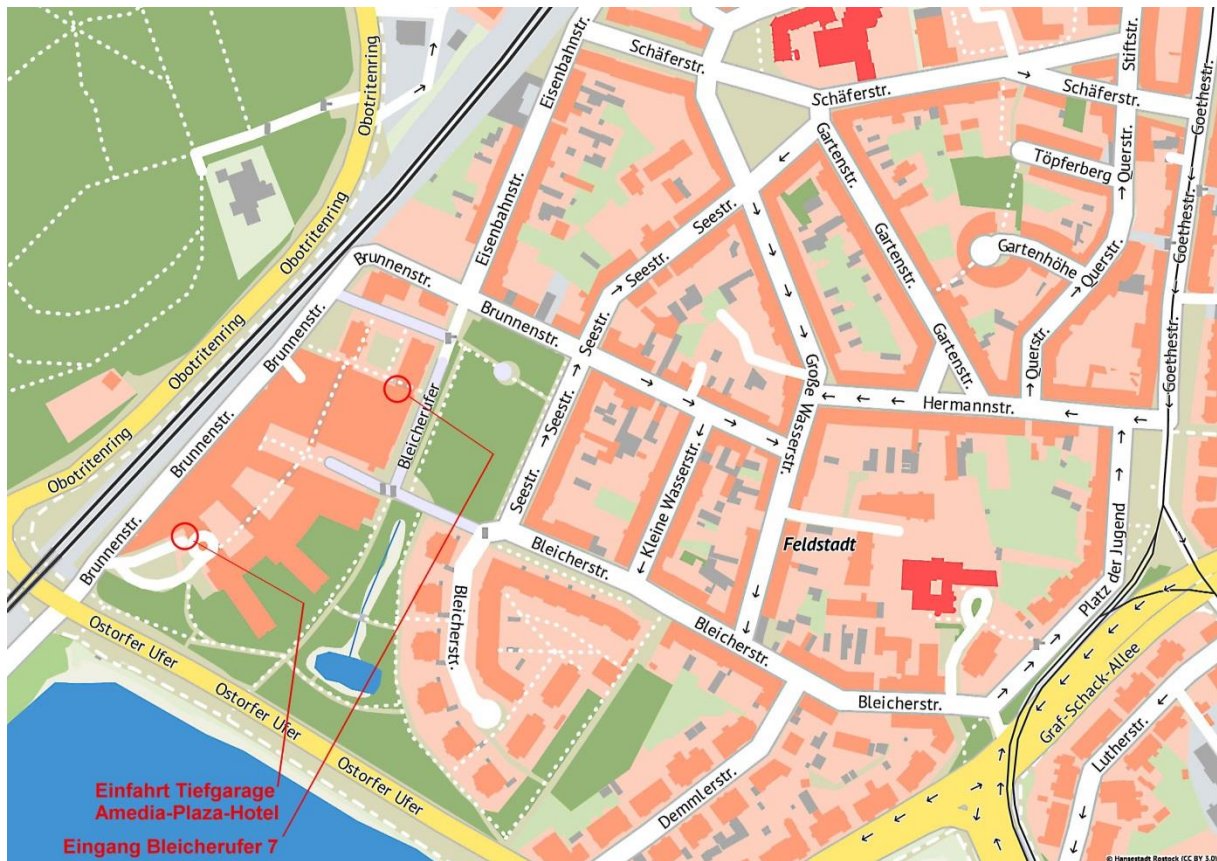 Obotritenring
Eisenbahnstr.
Schäferstr.
Schäferstr.
Schäferstr.
Stiftstr.
Goethestr.
Obotritenring
Gartenstr.
Töpferberg
Querstr.
Obotritenring
Eisenbahnstr.
Seestr.
Goethestr.
Brunnenstr.
Seestr.
Gartenstr.
Gartenhöhe
Querstr.
Obotritenring
Brunnenstr.
Brunnenstr.
Seestr.
Gartenstr.
Querstr.
Goethestr.
Obotritenring
Brunnenstr.
Bleicherufer
Seestr.
Große Wasserstr.
Hermannstr.
Brunnenstr.
Seestr.
Kleine Wasserstr.
Feldstadt
Platz der Jugend
Bleicherstr.
Bleicherstr.
Bleicherstr.
Bleicherstr.
Ostorfer Ufer
Ostorfer Ufer
Ostorfer Ufer
Demmlerstr.
Graf-Schack-Allee
Lutherstr.
Einfahrt Tiefgarage
Amedia-Plaza-Hotel
Eingang Bleicherufer 7
© Hansestadt Rostock (CC BY 3.0)